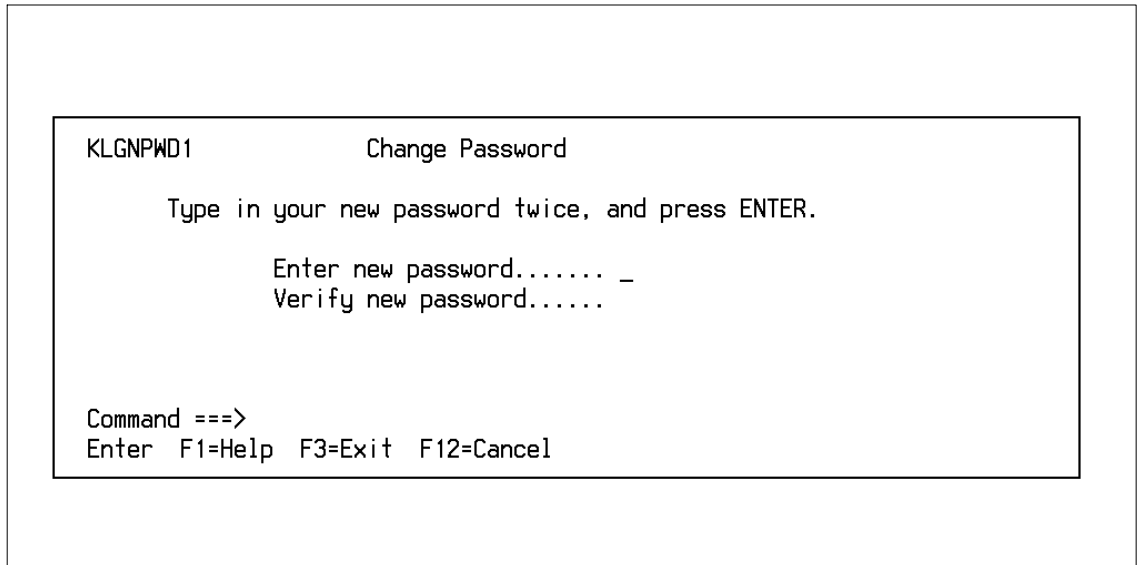 KLGNPWD1 Change Password
Type in your new password twice, and press ENTER.
Enter new password....... _
Verify new password......
Command ===>
Enter F1=Help F3=Exit F12=Cancel